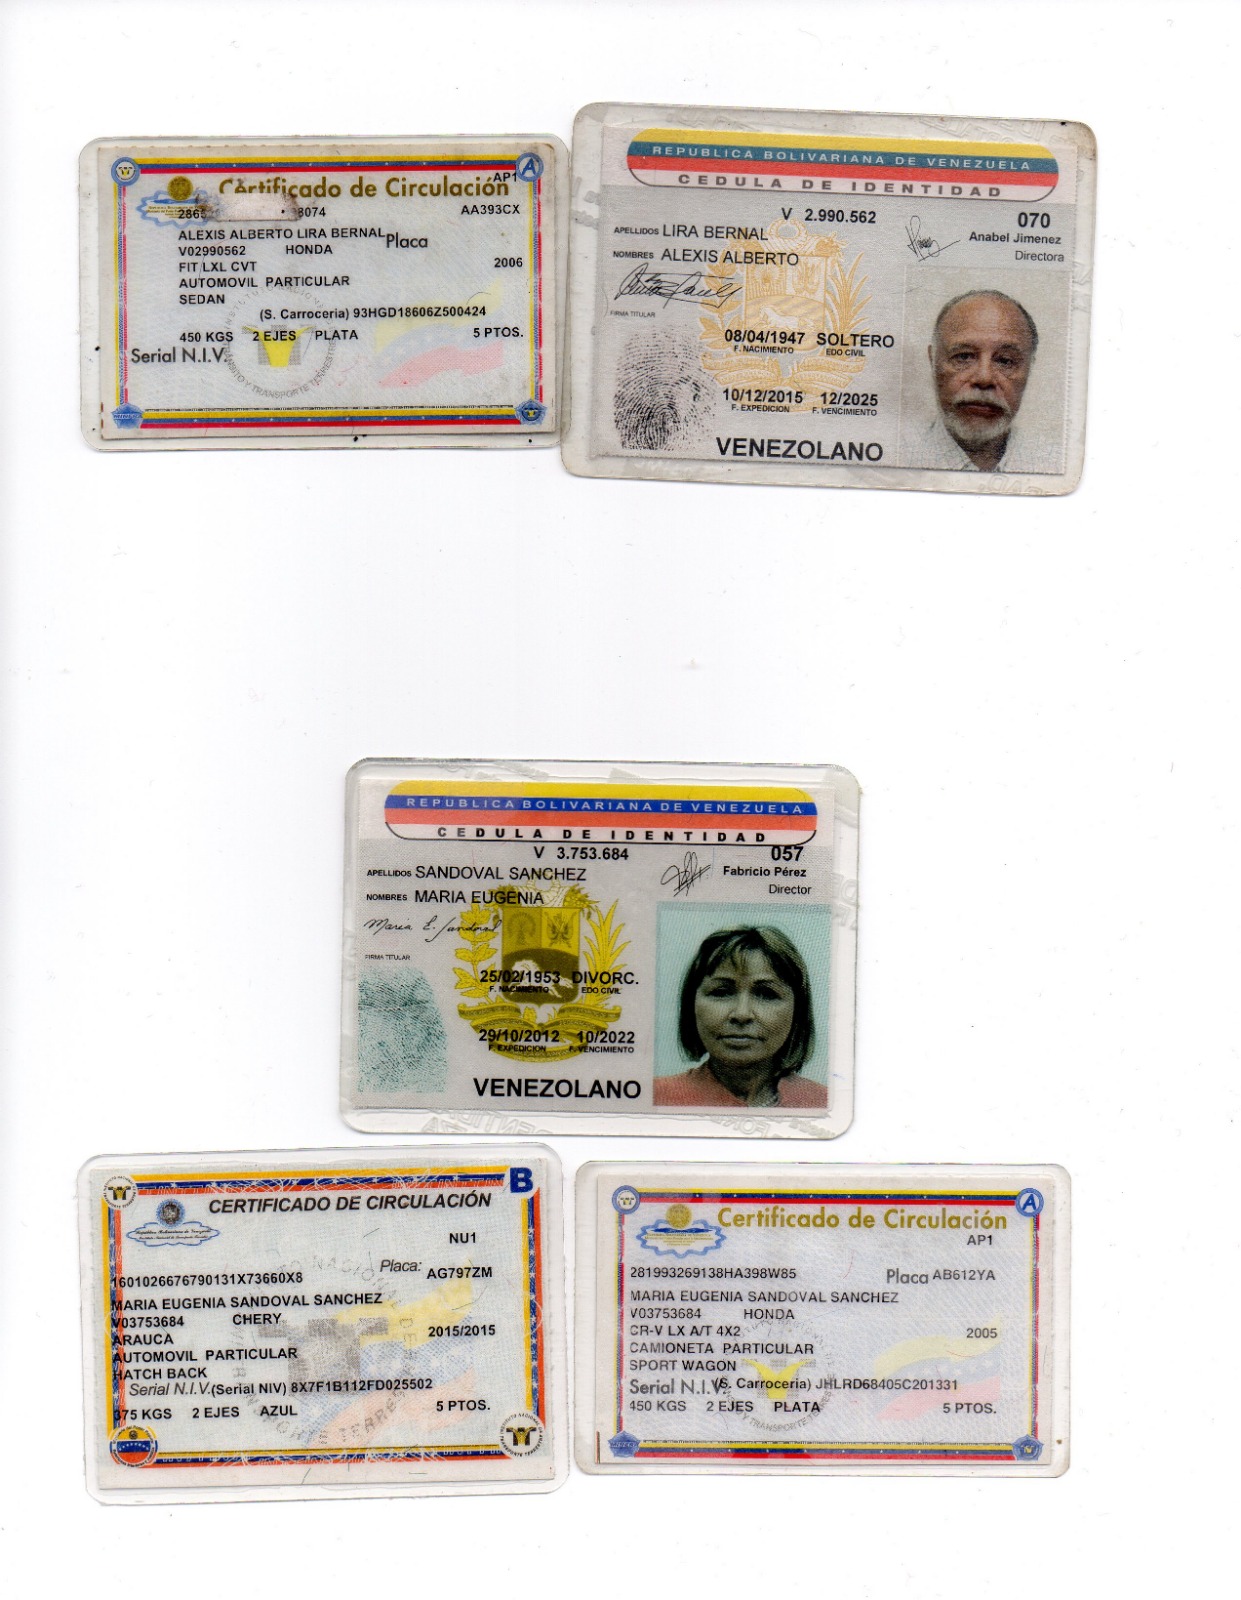 Certificado de Circulación
AP1
8074
AA393CX
ALEXIS ALBERTO LIRA BERNAL Placa
V02990562 HONDA
FIT LXL CVT 2006
AUTOMOVIL PARTICULAR
SEDAN
(S. Carroceria) 93HGD18606Z500424
450 KGS 2 EJES PLATA 5 PTOS.
Serial N.I.V.
REPUBLICA BOLIVARIANA DE VENEZUELA
CEDULA DE IDENTIDAD
V 2.990.562 070
APELLIDOS LIRA BERNAL Anabel Jimenez
NOMBRES ALEXIS ALBERTO Directora
FIRMA TITULAR
08/04/1947 SOLTERO
F. NACIMIENTO EDO CIVIL
10/12/2015 12/2025
F. EXPEDICION F. VENCIMIENTO
VENEZOLANO
REPUBLICA BOLIVARIANA DE VENEZUELA
CEDULA DE IDENTIDAD
V 3.753.684 057
APELLIDOS SANDOVAL SANCHEZ Fabricio Pérez
NOMBRES MARIA EUGENIA Director
Maria E. Sandoval
FIRMA TITULAR
25/02/1953 DIVORC.
F. NACIMIENTO EDO CIVIL
29/10/2012 10/2022
F. EXPEDICION F. VENCIMIENTO
VENEZOLANO
B
CERTIFICADO DE CIRCULACIÓN
NU1
1601026676790131X73660X8 Placa: AG797ZM
MARIA EUGENIA SANDOVAL SANCHEZ
V03753684 CHERY
ARAUCA 2015/2015
AUTOMOVIL PARTICULAR
HATCH BACK
Serial N.I.V. (Serial NIV) 8X7F1B112FD025502
375 KGS 2 EJES AZUL 5 PTOS.
A
Certificado de Circulación
AP1
281993269138HA398W85 Placa AB612YA
MARIA EUGENIA SANDOVAL SANCHEZ
V03753684 HONDA
CR-V LX A/T 4X2 2005
CAMIONETA PARTICULAR
SPORT WAGON
Serial N.I.V. (S. Carroceria) JHLRD68405C201331
450 KGS 2 EJES PLATA 5 PTOS.